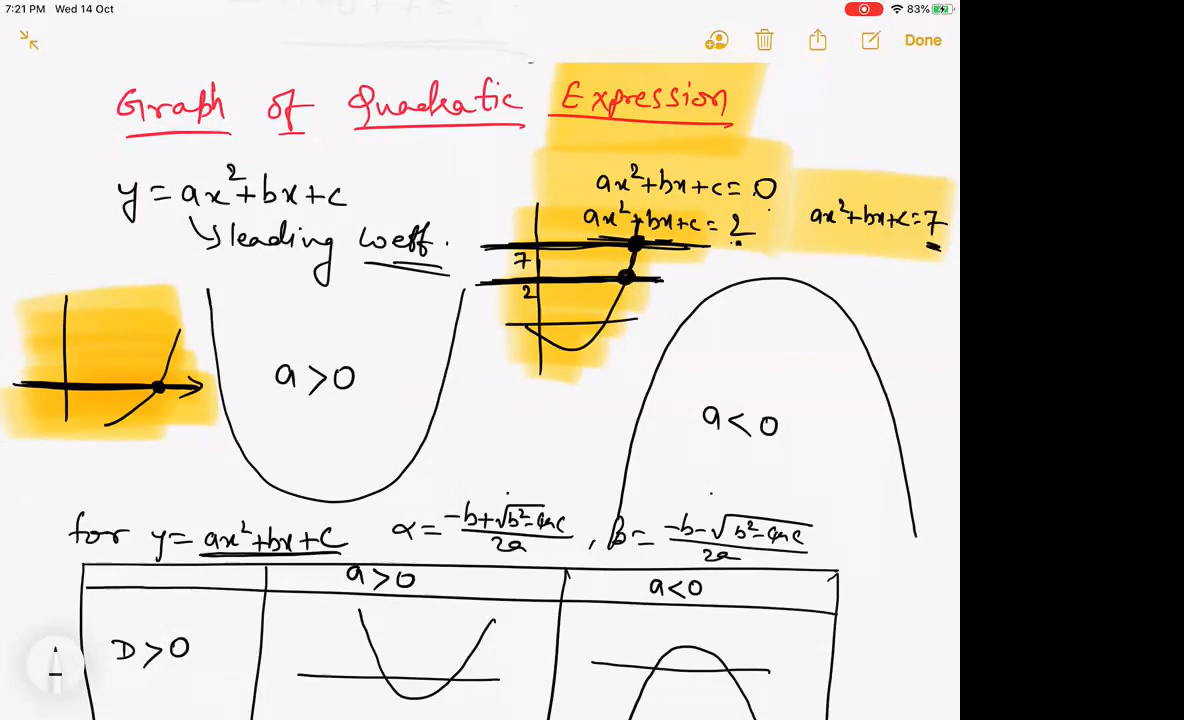 7:21 PM Wed 14 Oct
83%
Done
Graph of Quadratic Expression
y = ax²+bx+c
leading coeff.
ax²+bx+c = 0
ax²+bx+c = 2
ax²+bx+c = 7
7
2
a > 0
a < 0
for y = ax²+bx+c
α = -b+√b²-4ac / 2a , β = -b-√b²-4ac / 2a
a > 0
a < 0
D > 0